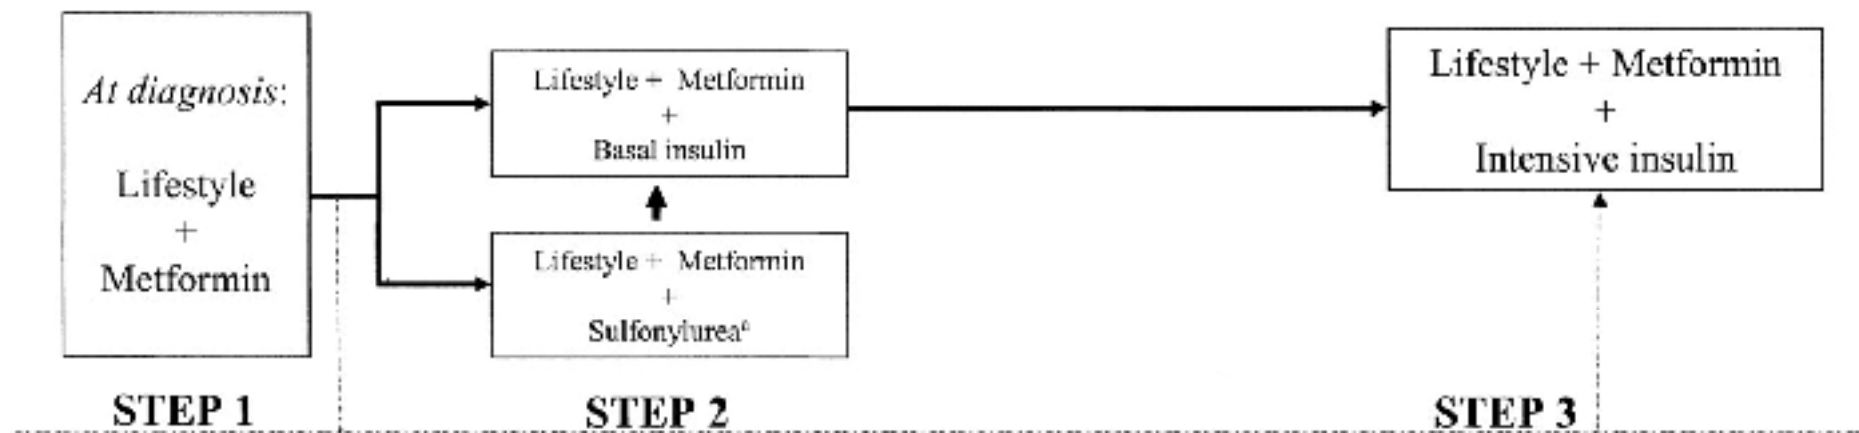 At diagnosis:
Lifestyle
+
Metformin
STEP 1
Lifestyle + Metformin
+
Basal insulin
Lifestyle + Metformin
+
Sulfonylureaª
STEP 2
Lifestyle + Metformin
+
Intensive insulin
STEP 3